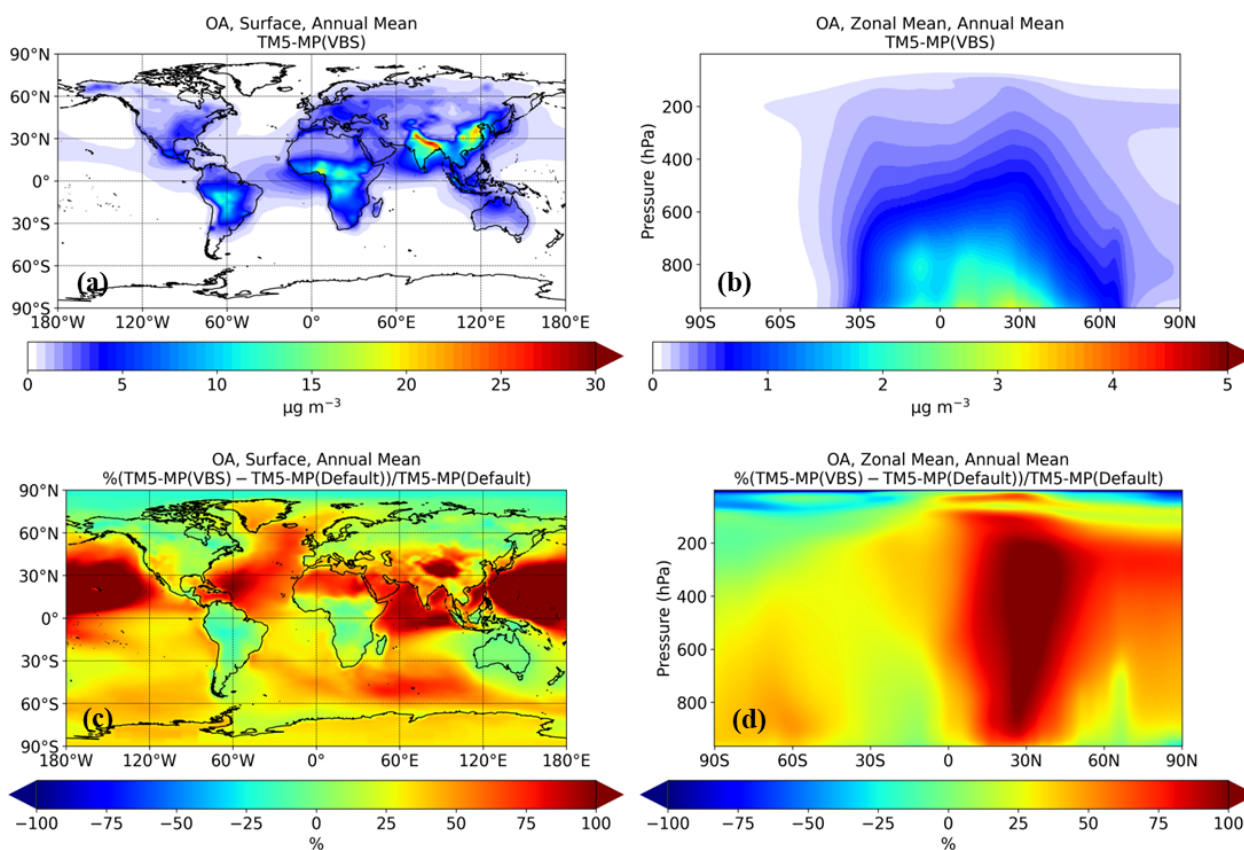 OA, Surface, Annual Mean
TM5-MP(VBS)
90°N
60°N
30°N
0°
30°S
60°S
90°S
(a)
180°W 120°W 60°W 0° 60°E 120°E 180°E
0 5 10 15 20 25 30
µg m⁻³
OA, Zonal Mean, Annual Mean
TM5-MP(VBS)
Pressure (hPa)
200
400
600
800
(b)
90S 60S 30S 0 30N 60N 90N
0 1 2 3 4 5
µg m⁻³
OA, Surface, Annual Mean
%(TM5-MP(VBS) − TM5-MP(Default))/TM5-MP(Default)
90°N
60°N
30°N
0°
30°S
60°S
90°S
(c)
180°W 120°W 60°W 0° 60°E 120°E 180°E
−100 −75 −50 −25 0 25 50 75 100
%
OA, Zonal Mean, Annual Mean
%(TM5-MP(VBS) − TM5-MP(Default))/TM5-MP(Default)
Pressure (hPa)
200
400
600
800
(d)
90S 60S 30S 0 30N 60N 90N
−100 −75 −50 −25 0 25 50 75 100
%